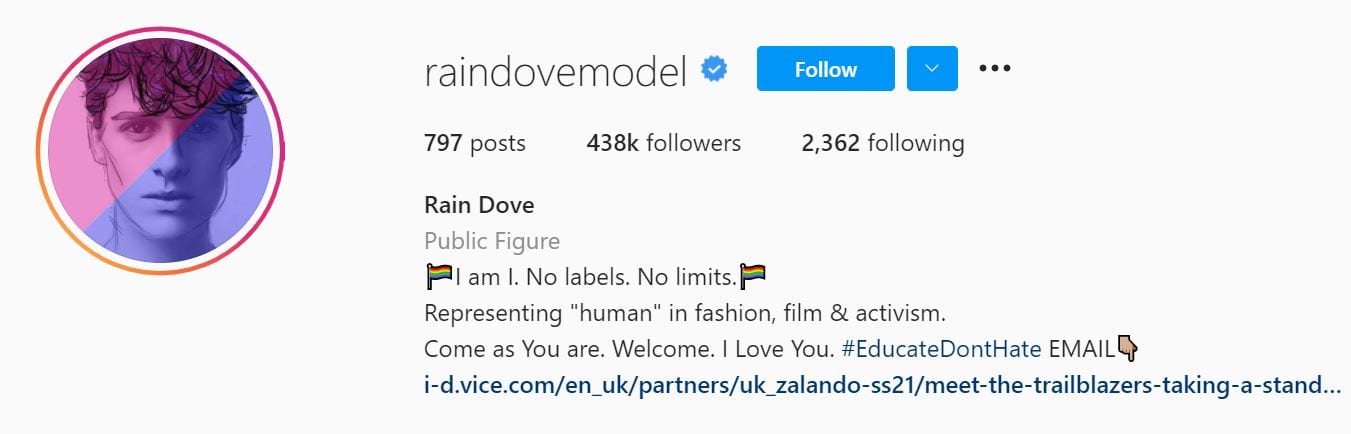 raindovemodel Follow
797 posts 438k followers 2,362 following
Rain Dove
Public Figure
🏳️‍🌈I am I. No labels. No limits.🏳️‍🌈
Representing "human" in fashion, film & activism.
Come as You are. Welcome. I Love You. #EducateDontHate EMAIL👇🏽
i-d.vice.com/en_uk/partners/uk_zalando-ss21/meet-the-trailblazers-taking-a-stand...